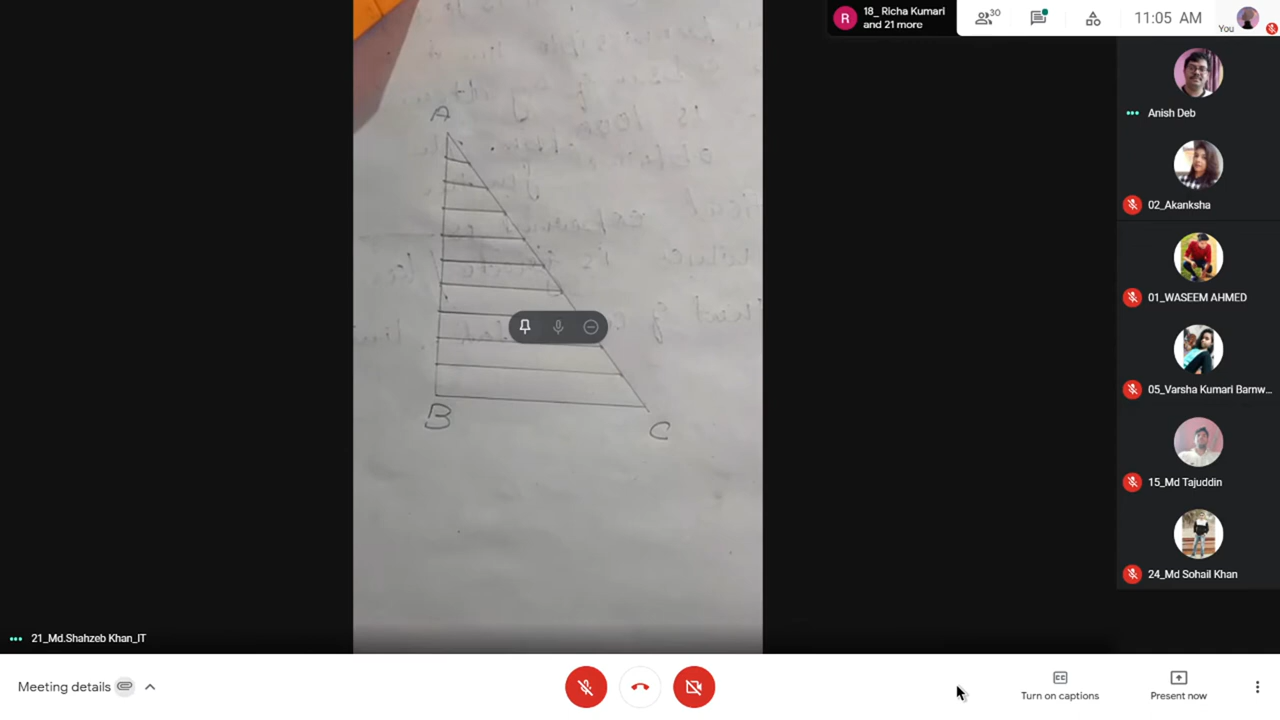 18_ Richa Kumari
and 21 more
R
30
11:05 AM
You
Anish Deb
02_Akanksha
01_WASEEM AHMED
05_Varsha Kumari Barnw...
15_Md Tajuddin
24_Md Sohail Khan
A
B
C
21_Md.Shahzeb Khan_IT
Meeting details
Turn on captions
Present now